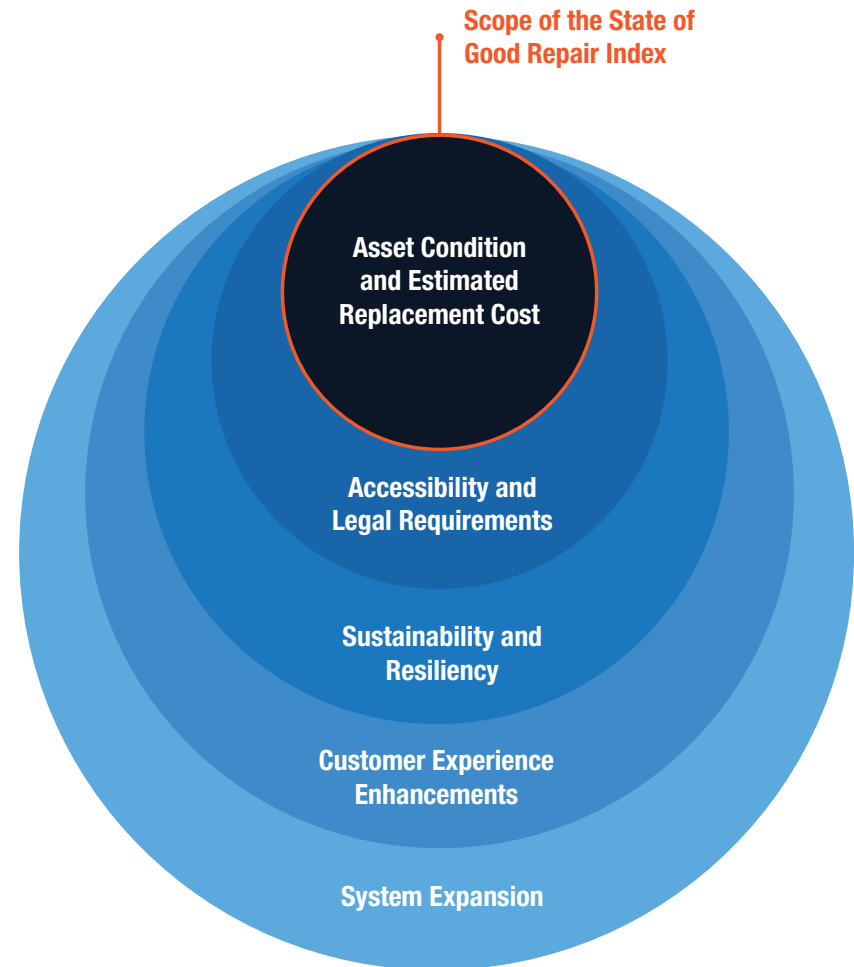 Scope of the State of
Good Repair Index
Asset Condition
and Estimated
Replacement Cost
Accessibility and
Legal Requirements
Sustainability and
Resiliency
Customer Experience
Enhancements
System Expansion